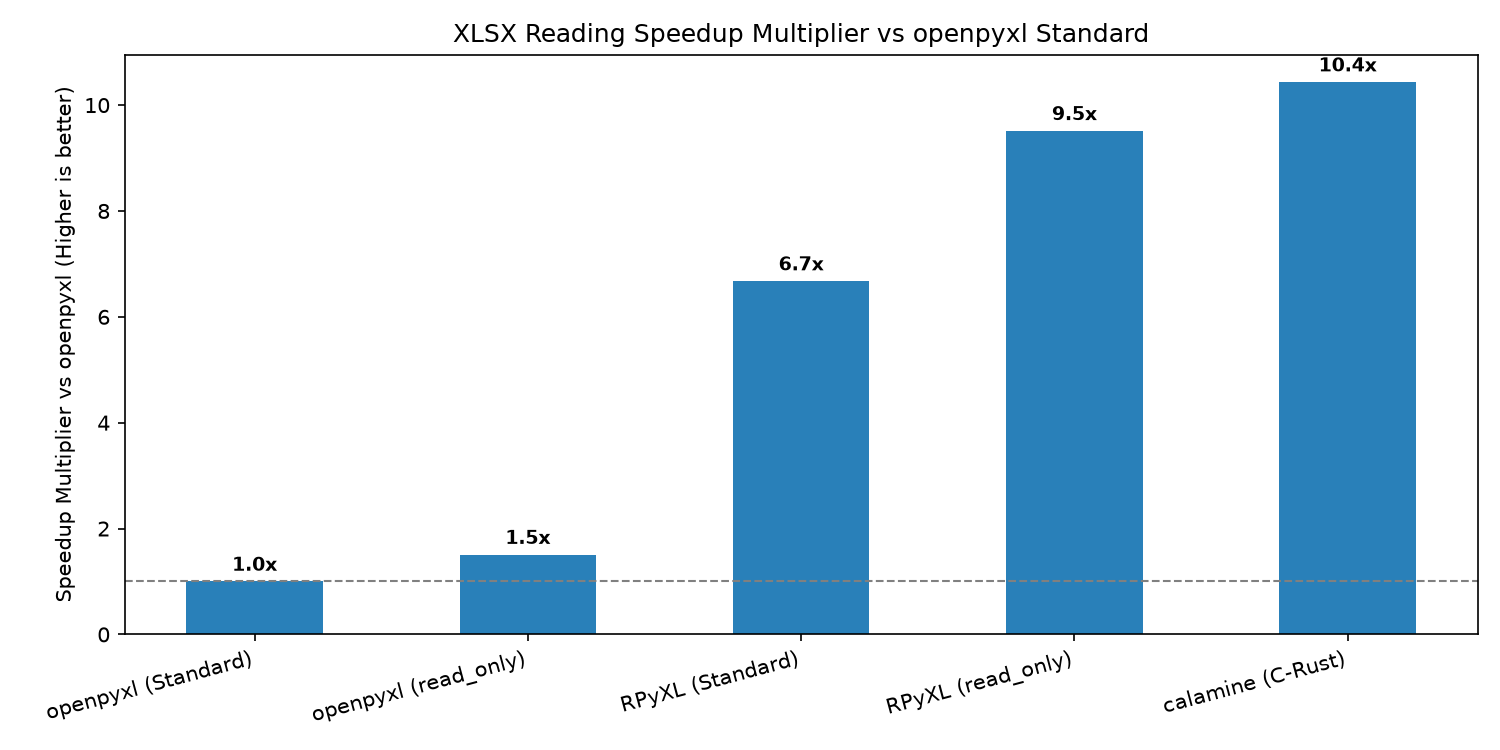 XLSX Reading Speedup Multiplier vs openpyxl Standard
Speedup Multiplier vs openpyxl (Higher is better)
10
8
6
4
2
0
1.0x
1.5x
6.7x
9.5x
10.4x
openpyxl (Standard)
openpyxl (read_only)
RPyXL (Standard)
RPyXL (read_only)
calamine (C-Rust)